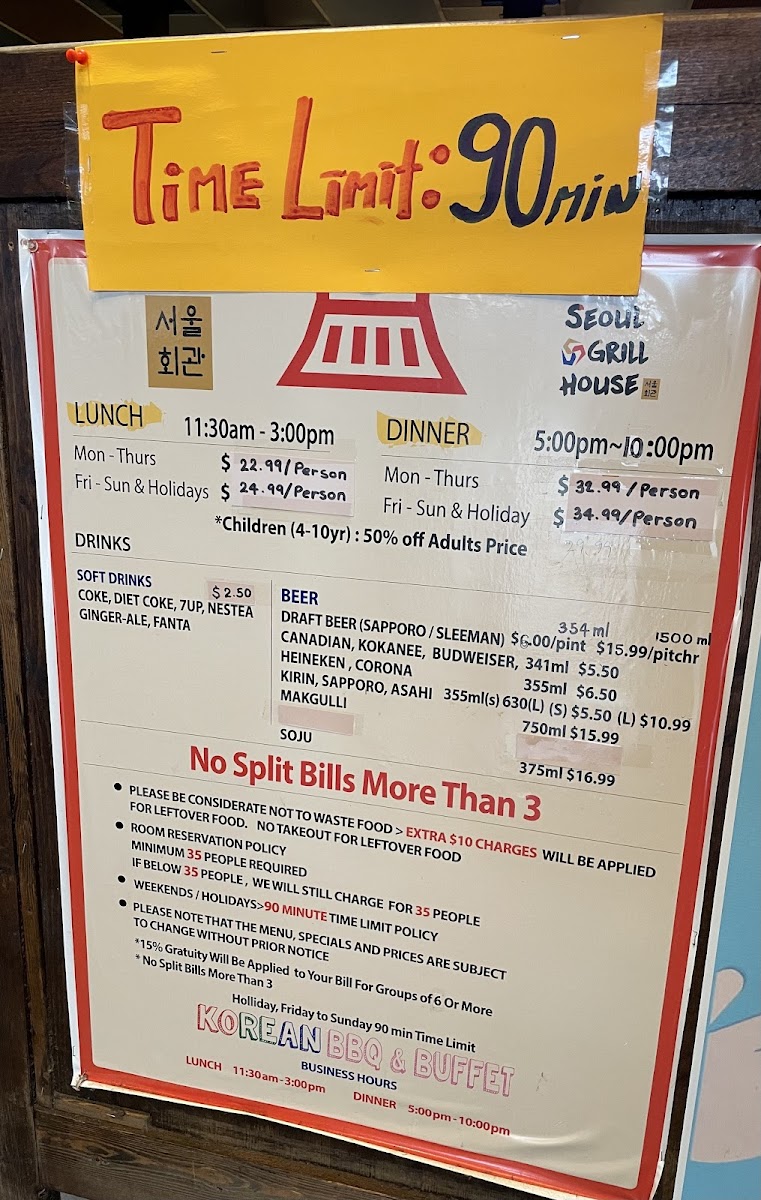 TIME LIMIT: 90 MIN
서울
회관
SEOUL
GRILL
HOUSE 서울 회관
LUNCH 11:30am - 3:00pm
Mon - Thurs $ 22.99/Person
Fri - Sun & Holidays $ 24.99/Person
DINNER 5:00pm~10:00pm
Mon - Thurs $ 32.99/Person
Fri - Sun & Holiday $ 34.99/Person
*Children (4-10yr) : 50% off Adults Price
DRINKS
SOFT DRINKS $2.50
COKE, DIET COKE, 7UP, NESTEA
GINGER-ALE, FANTA
BEER
354ml 1500ml
DRAFT BEER (SAPPORO / SLEEMAN) $6.00/pint $15.99/pitchr
CANADIAN, KOKANEE, BUDWEISER, 341ml $5.50
HEINEKEN , CORONA 355ml $6.50
KIRIN, SAPPORO, ASAHI 355ml(s) 630(L) (S) $5.50 (L) $10.99
MAKGULLI 750ml $15.99
SOJU 375ml $16.99
No Split Bills More Than 3
• PLEASE BE CONSIDERATE NOT TO WASTE FOOD > EXTRA $10 CHARGES WILL BE APPLIED
FOR LEFTOVER FOOD. NO TAKEOUT FOR LEFTOVER FOOD
• ROOM RESERVATION POLICY
MINIMUM 35 PEOPLE REQUIRED
IF BELOW 35 PEOPLE , WE WILL STILL CHARGE FOR 35 PEOPLE
• WEEKENDS / HOLIDAYS>90 MINUTE TIME LIMIT POLICY
• PLEASE NOTE THAT THE MENU, SPECIALS AND PRICES ARE SUBJECT
TO CHANGE WITHOUT PRIOR NOTICE
*15% Gratuity Will Be Applied to Your Bill For Groups of 6 Or More
* No Split Bills More Than 3
Holliday, Friday to Sunday 90 min Time Limit
KOREAN BBQ & BUFFET
BUSINESS HOURS
LUNCH 11:30am-3:00pm DINNER 5:00pm-10:00pm